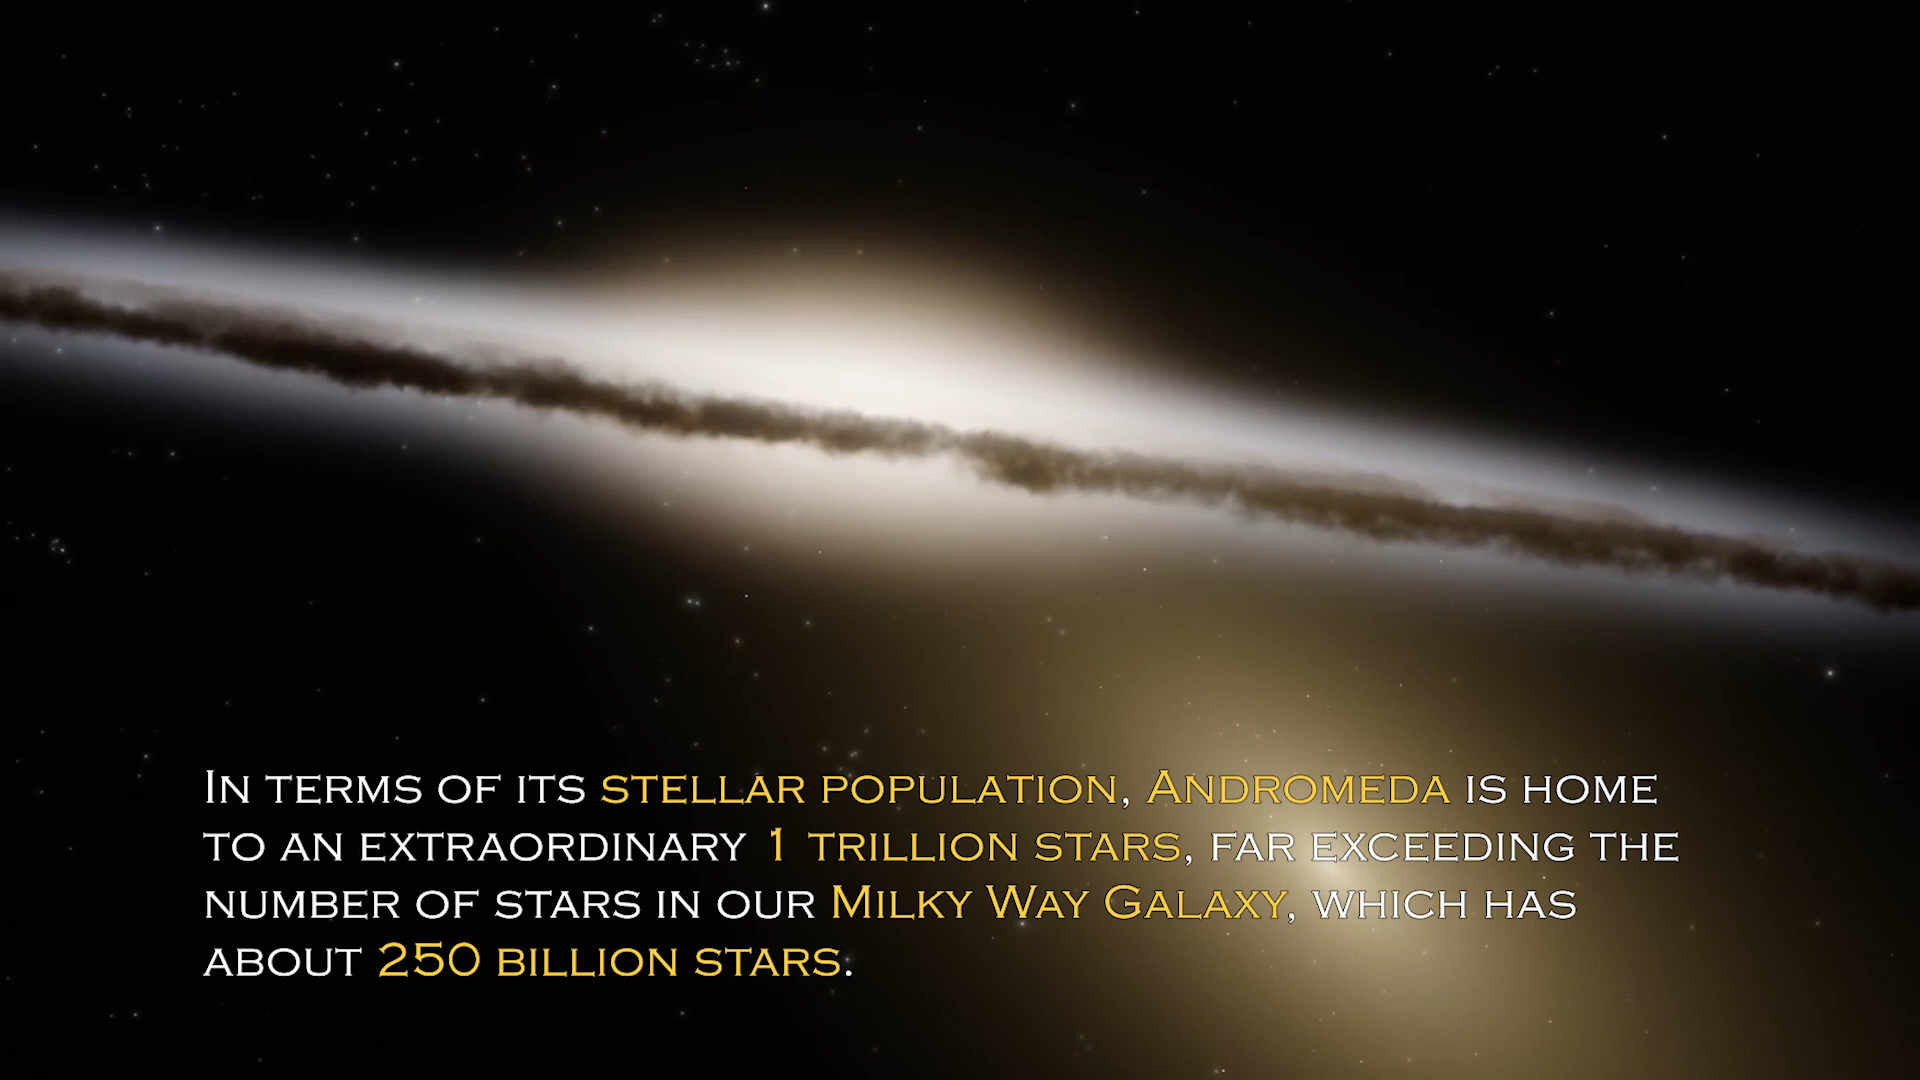 In terms of its stellar population, Andromeda is home
to an extraordinary 1 trillion stars, far exceeding the
number of stars in our Milky Way Galaxy, which has
about 250 billion stars.